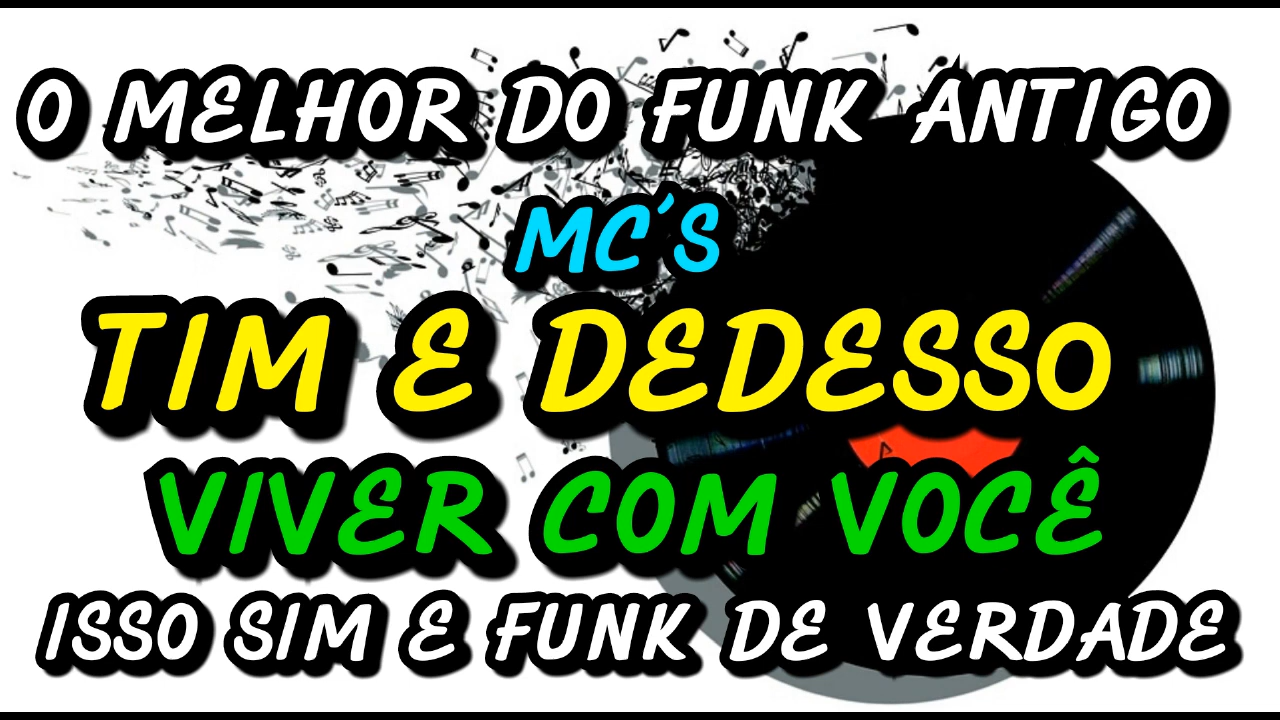 O MELHOR DO FUNK ANTIGO
MC'S
TIM E DEDESSO
VIVER COM VOCÊ
ISSO SIM E FUNK DE VERDADE